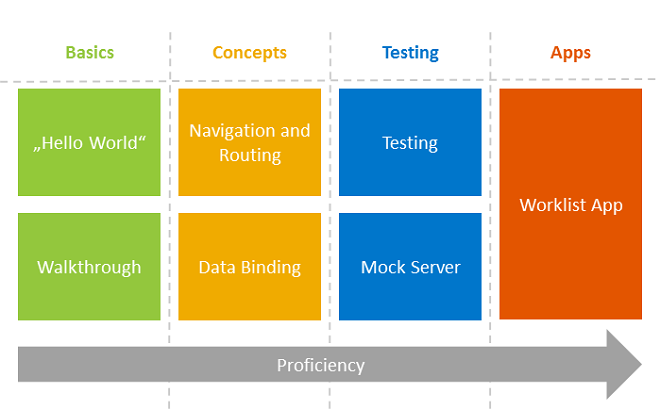 Basics
Concepts
Testing
Apps
„Hello World“
Navigation and
Routing
Testing
Worklist App
Walkthrough
Data Binding
Mock Server
Proficiency